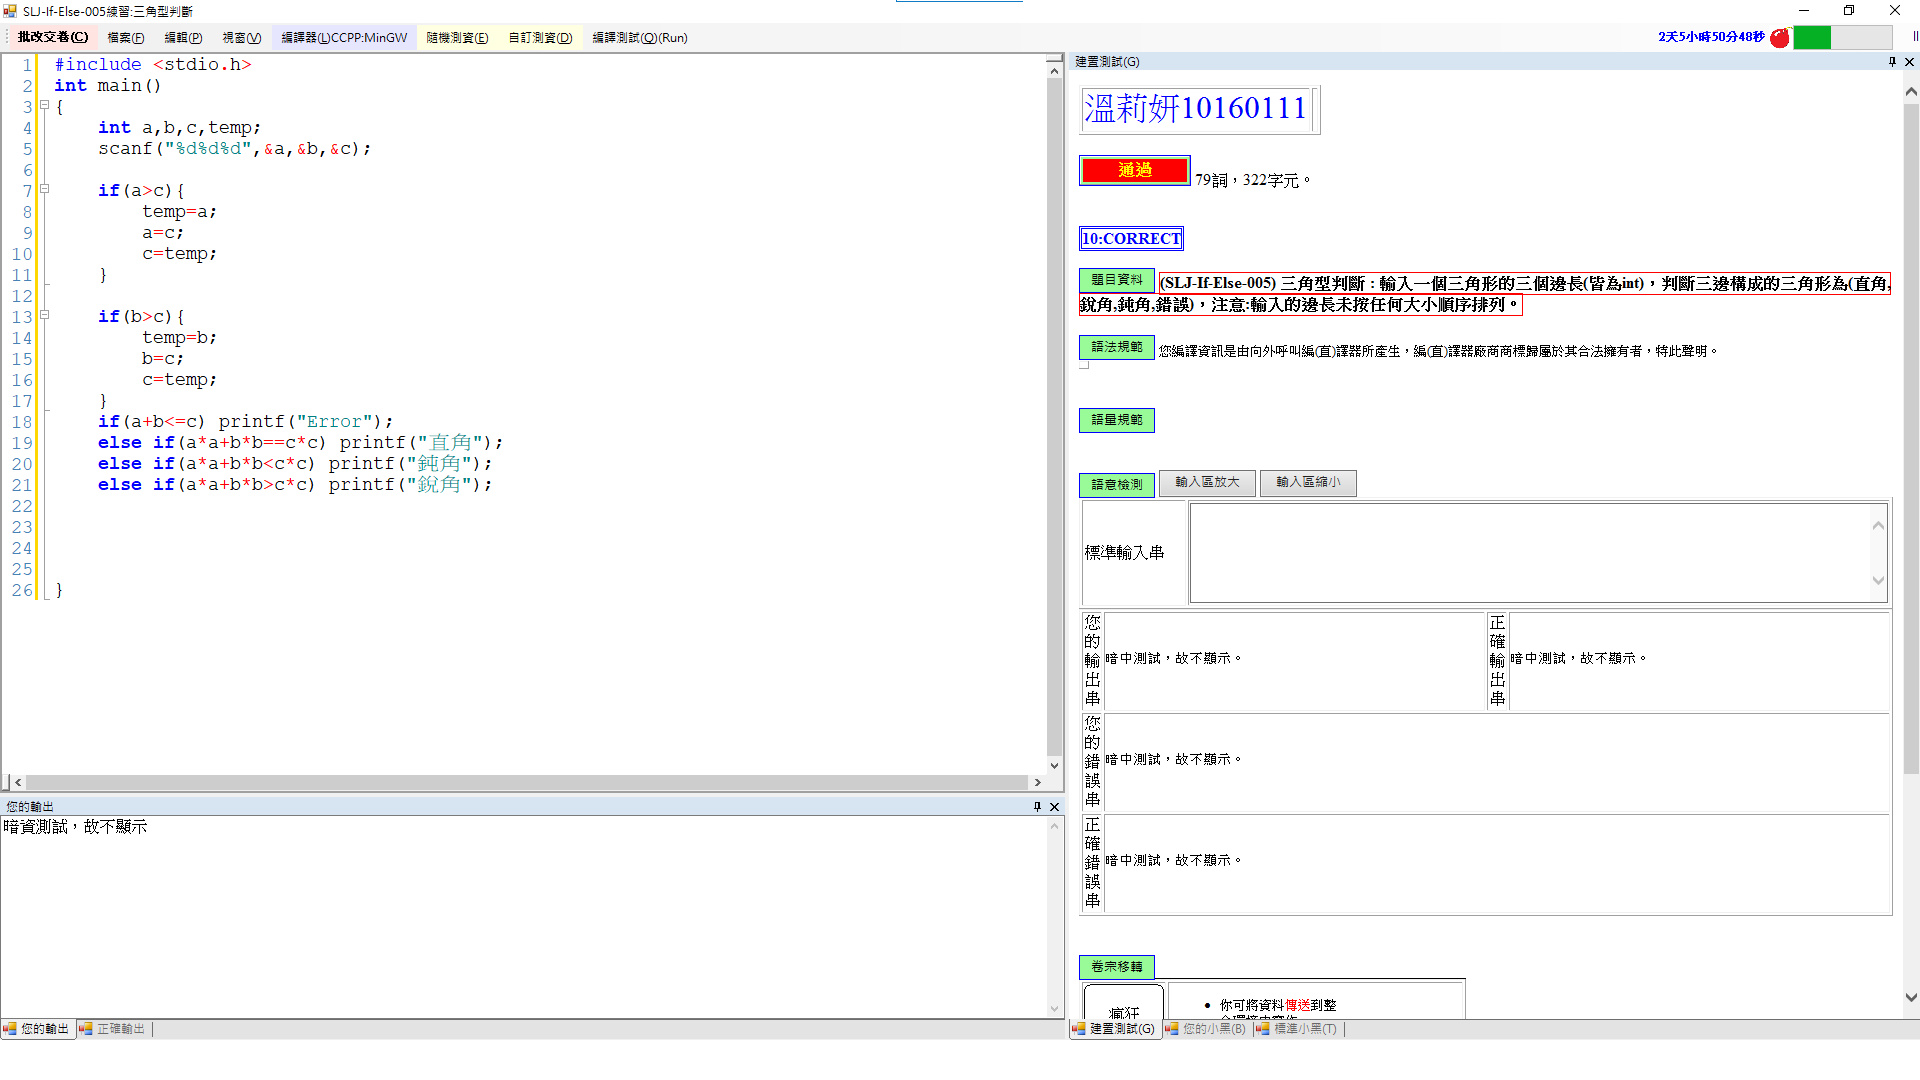 SLJ-If-Else-005練習:三角型判斷
批改交卷(C) 檔案(F) 編輯(P) 視窗(V) 編譯器(L)CCPP:MinGW 隨機測資(E) 自訂測資(D) 編譯測試(Q)(Run) 2天5小時50分48秒
1 #include <stdio.h>
2 int main()
3 {
4 int a,b,c,temp;
5 scanf("%d%d%d",&a,&b,&c);
6
7 if(a>c){
8 temp=a;
9 a=c;
10 c=temp;
11 }
12
13 if(b>c){
14 temp=b;
15 b=c;
16 c=temp;
17 }
18 if(a+b<=c) printf("Error");
19 else if(a*a+b*b==c*c) printf("直角");
20 else if(a*a+b*b<c*c) printf("鈍角");
21 else if(a*a+b*b>c*c) printf("銳角");
22
23
24
25
26 }
您的輸出
暗資測試，故不顯示
您的輸出 正確輸出
建置測試(G)
溫莉妍10160111
通過 79詞，322字元。
10:CORRECT
題目資料 (SLJ-If-Else-005) 三角型判斷 : 輸入一個三角形的三個邊長(皆為int)，判斷三邊構成的三角形為(直角,
銳角,鈍角,錯誤)，注意:輸入的邊長未按任何大小順序排列。
語法規範 您編譯資訊是由向外呼叫編(直)譯器所產生，編(直)譯器廠商商標歸屬於其合法擁有者，特此聲明。
語量規範
語意檢測 輸入區放大 輸入區縮小
標準輸入串
您的輸出串 暗中測試，故不顯示。 正確輸出串 暗中測試，故不顯示。
您的錯誤串 暗中測試，故不顯示。
正確錯誤串 暗中測試，故不顯示。
卷宗移轉
瘋狂 • 你可將資料傳送到整
建置測試(G) 您的小黑(B) 標準小黑(T)